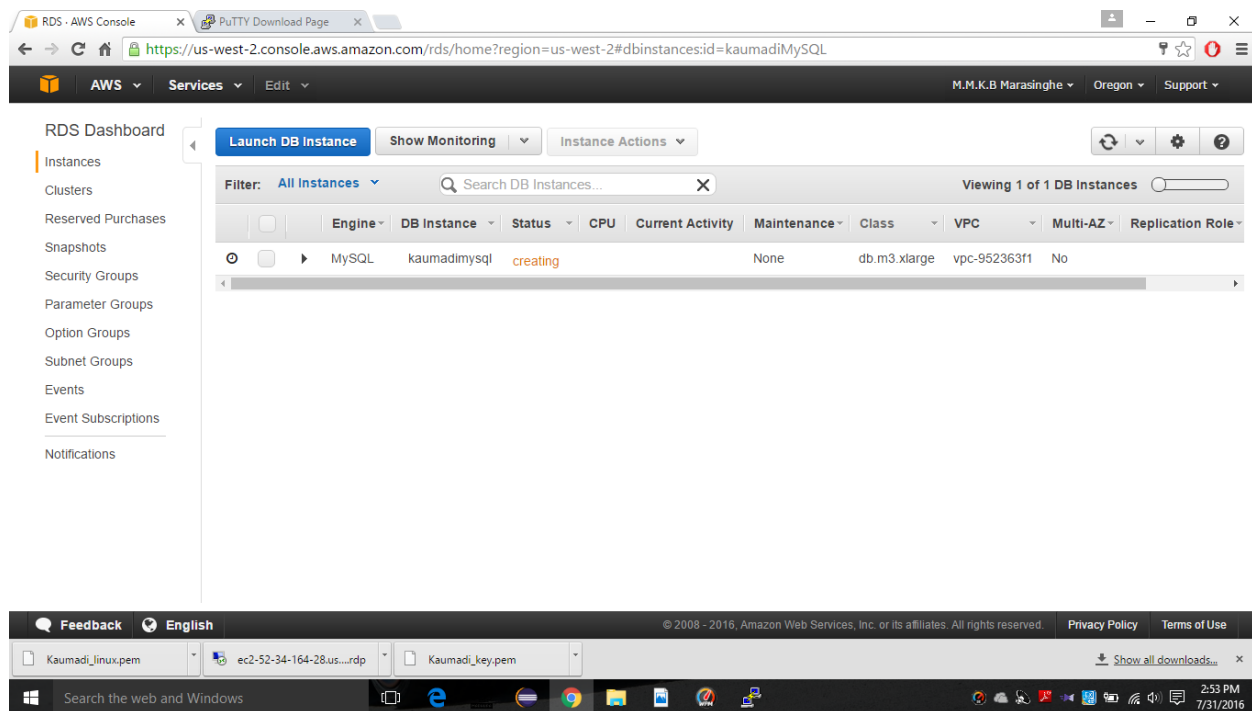 RDS · AWS Console
PuTTY Download Page
https://us-west-2.console.aws.amazon.com/rds/home?region=us-west-2#dbinstances:id=kaumadiMySQL
AWS Services Edit M.M.K.B Marasinghe Oregon Support
RDS Dashboard
Instances
Clusters
Reserved Purchases
Snapshots
Security Groups
Parameter Groups
Option Groups
Subnet Groups
Events
Event Subscriptions
Notifications
Launch DB Instance Show Monitoring Instance Actions
Filter: All Instances Search DB Instances... Viewing 1 of 1 DB Instances
Engine DB Instance Status CPU Current Activity Maintenance Class VPC Multi-AZ Replication Role
MySQL kaumadimysql creating None db.m3.xlarge vpc-952363f1 No
Feedback English © 2008 - 2016, Amazon Web Services, Inc. or its affiliates. All rights reserved. Privacy Policy Terms of Use
Kaumadi_linux.pem ec2-52-34-164-28.us....rdp Kaumadi_key.pem Show all downloads...
Search the web and Windows
2:53 PM
7/31/2016